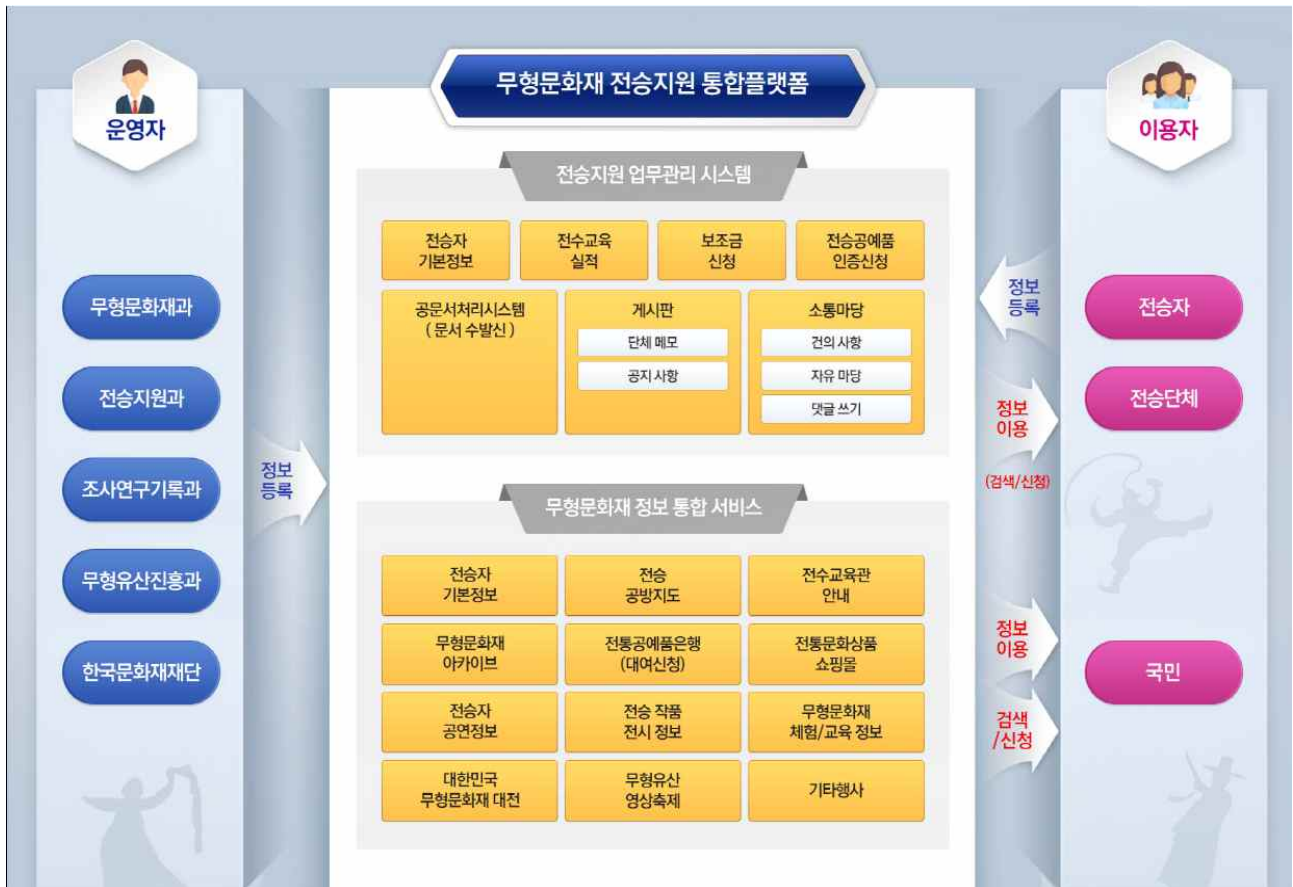 무형문화재 전승지원 통합플랫폼
운영자
무형문화재과
전승지원과
조사연구기록과
무형유산진흥과
한국문화재재단
정보
등록
전승지원 업무관리 시스템
전승자
기본정보
전수교육
실적
보조금
신청
전승공예품
인증신청
공문서처리시스템
( 문서 수발신 )
게시판
단체 메모
공지 사항
소통마당
건의 사항
자유 마당
댓글 쓰기
무형문화재 정보 통합 서비스
전승자
기본정보
전승
공방지도
전수교육관
안내
무형문화재
아카이브
전통공예품은행
(대여신청)
전통문화상품
쇼핑몰
전승자
공연정보
전승 작품
전시 정보
무형문화재
체험/교육 정보
대한민국
무형문화재 대전
무형유산
영상축제
기타행사
정보
등록
정보
이용
(검색/신청)
정보
이용
검색
/신청
이용자
전승자
전승단체
국민